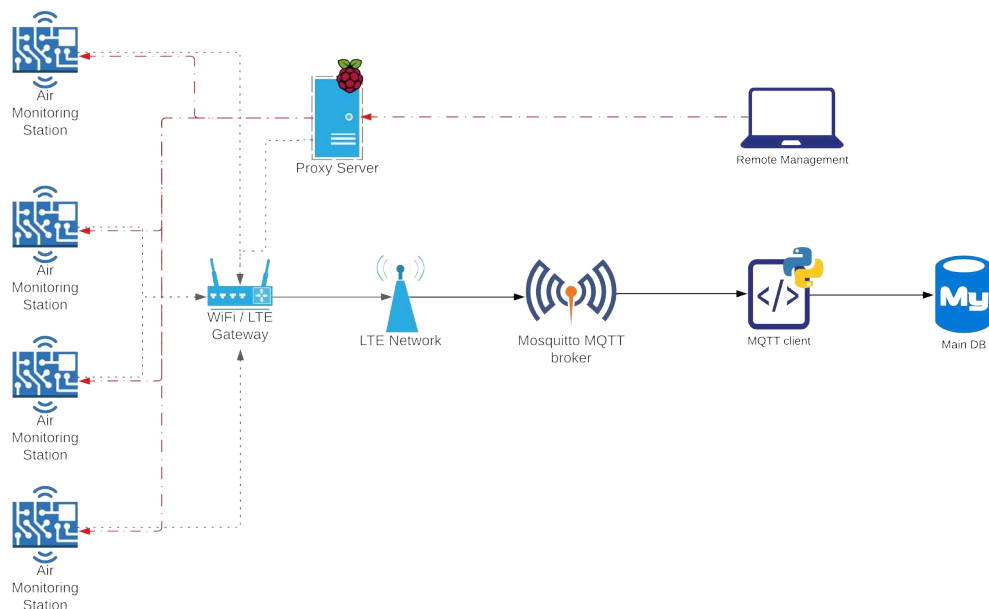 Air
Monitoring
Station
Proxy Server
Remote Management
Air
Monitoring
Station
WiFi / LTE
Gateway
LTE Network
Mosquitto MQTT
broker
</>
MQTT client
My
Main DB
Air
Monitoring
Station
Air
Monitoring
Station